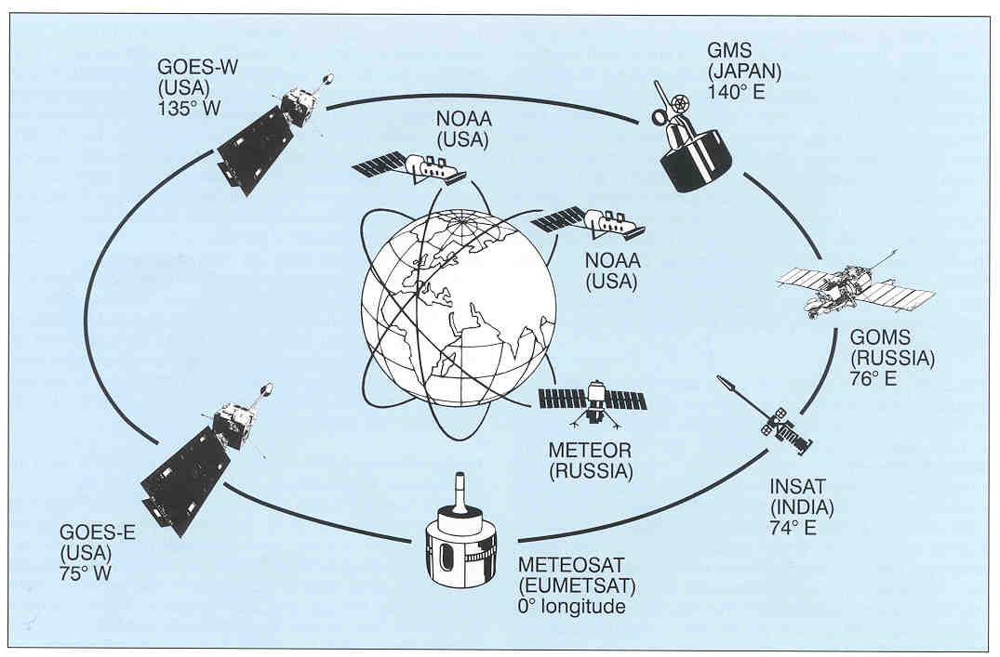 GOES-W
(USA)
135° W
NOAA
(USA)
GMS
(JAPAN)
140° E
NOAA
(USA)
GOMS
(RUSSIA)
76° E
METEOR
(RUSSIA)
INSAT
(INDIA)
74° E
GOES-E
(USA)
75° W
METEOSAT
(EUMETSAT)
0° longitude